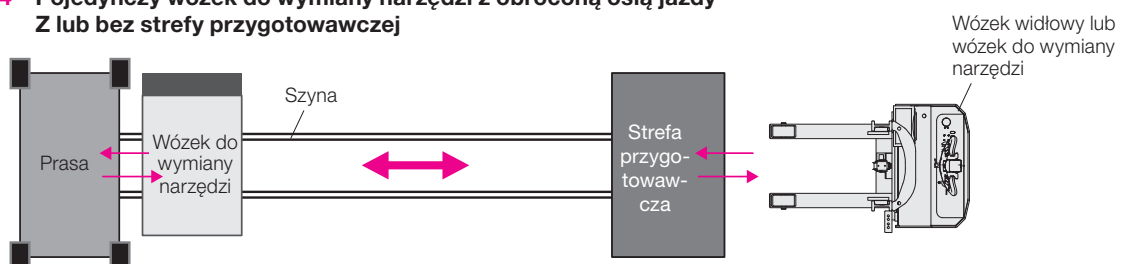 4 Pojedynczy wózek do wymiany narzędzi z obróconą osią jazdy
Z lub bez strefy przygotowawczej
Wózek widłowy lub
wózek do wymiany
narzędzi
Szyna
Prasa
Wózek do
wymiany
narzędzi
Strefa
przygo-
towaw-
cza